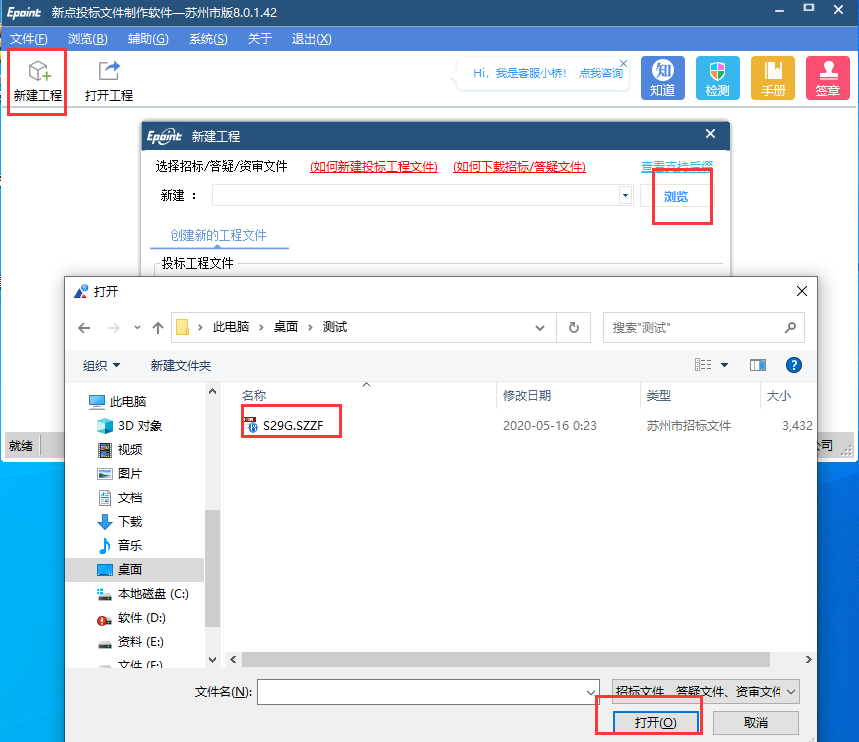 Epoint 新点投标文件制作软件—苏州市版8.0.1.42
文件(F) 浏览(B) 辅助(G) 系统(S) 关于 退出(X)
新建工程 打开工程 Hi，我是客服小桥！ 点我咨询 知 知道 检测 手册 签章
Epoint 新建工程
选择招标/答疑/资审文件 (如何新建投标工程文件) (如何下载招标/答疑文件) 查看支持后缀
新建 ： 浏览
创建新的工程文件
投标工程文件
打开
此电脑 › 桌面 › 测试 搜索"测试"
组织 新建文件夹
名称 修改日期 类型 大小
S29G.SZZF 2020-05-16 0:23 苏州市招标文件 3,432
此电脑
3D 对象
视频
图片
文档
下载
音乐
桌面
本地磁盘 (C:)
软件 (D:)
资料 (E:)
文件 (F:)
就绪 公司
文件名(N): 招标文件、答疑文件、资审文件
打开(O) 取消